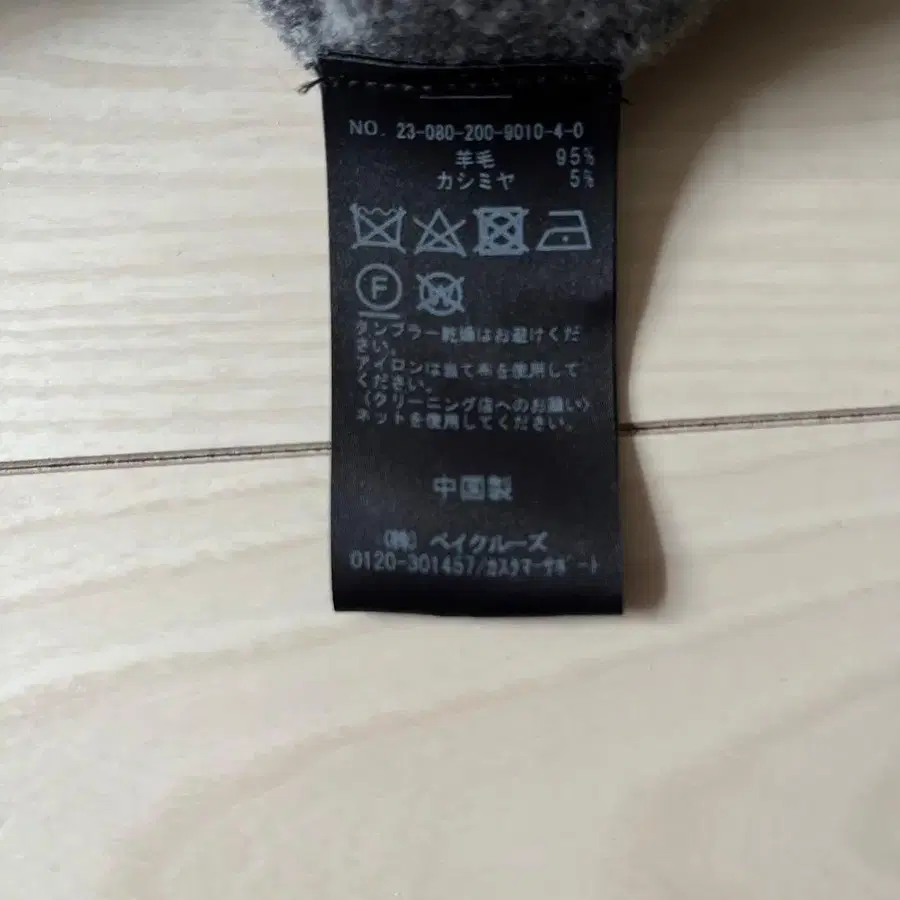 NO. 23-080-200-9010-4-0
羊毛 95%
カシミヤ 5%
F
W
タンブラー乾燥はお避けくだ
さい。
アイロンは当て布を使用して
ください。
〈クリーニング店へのお願い〉
ネットを使用してください。
中国製
(株) ベイクルーズ
0120-301457/カスタマーサポート